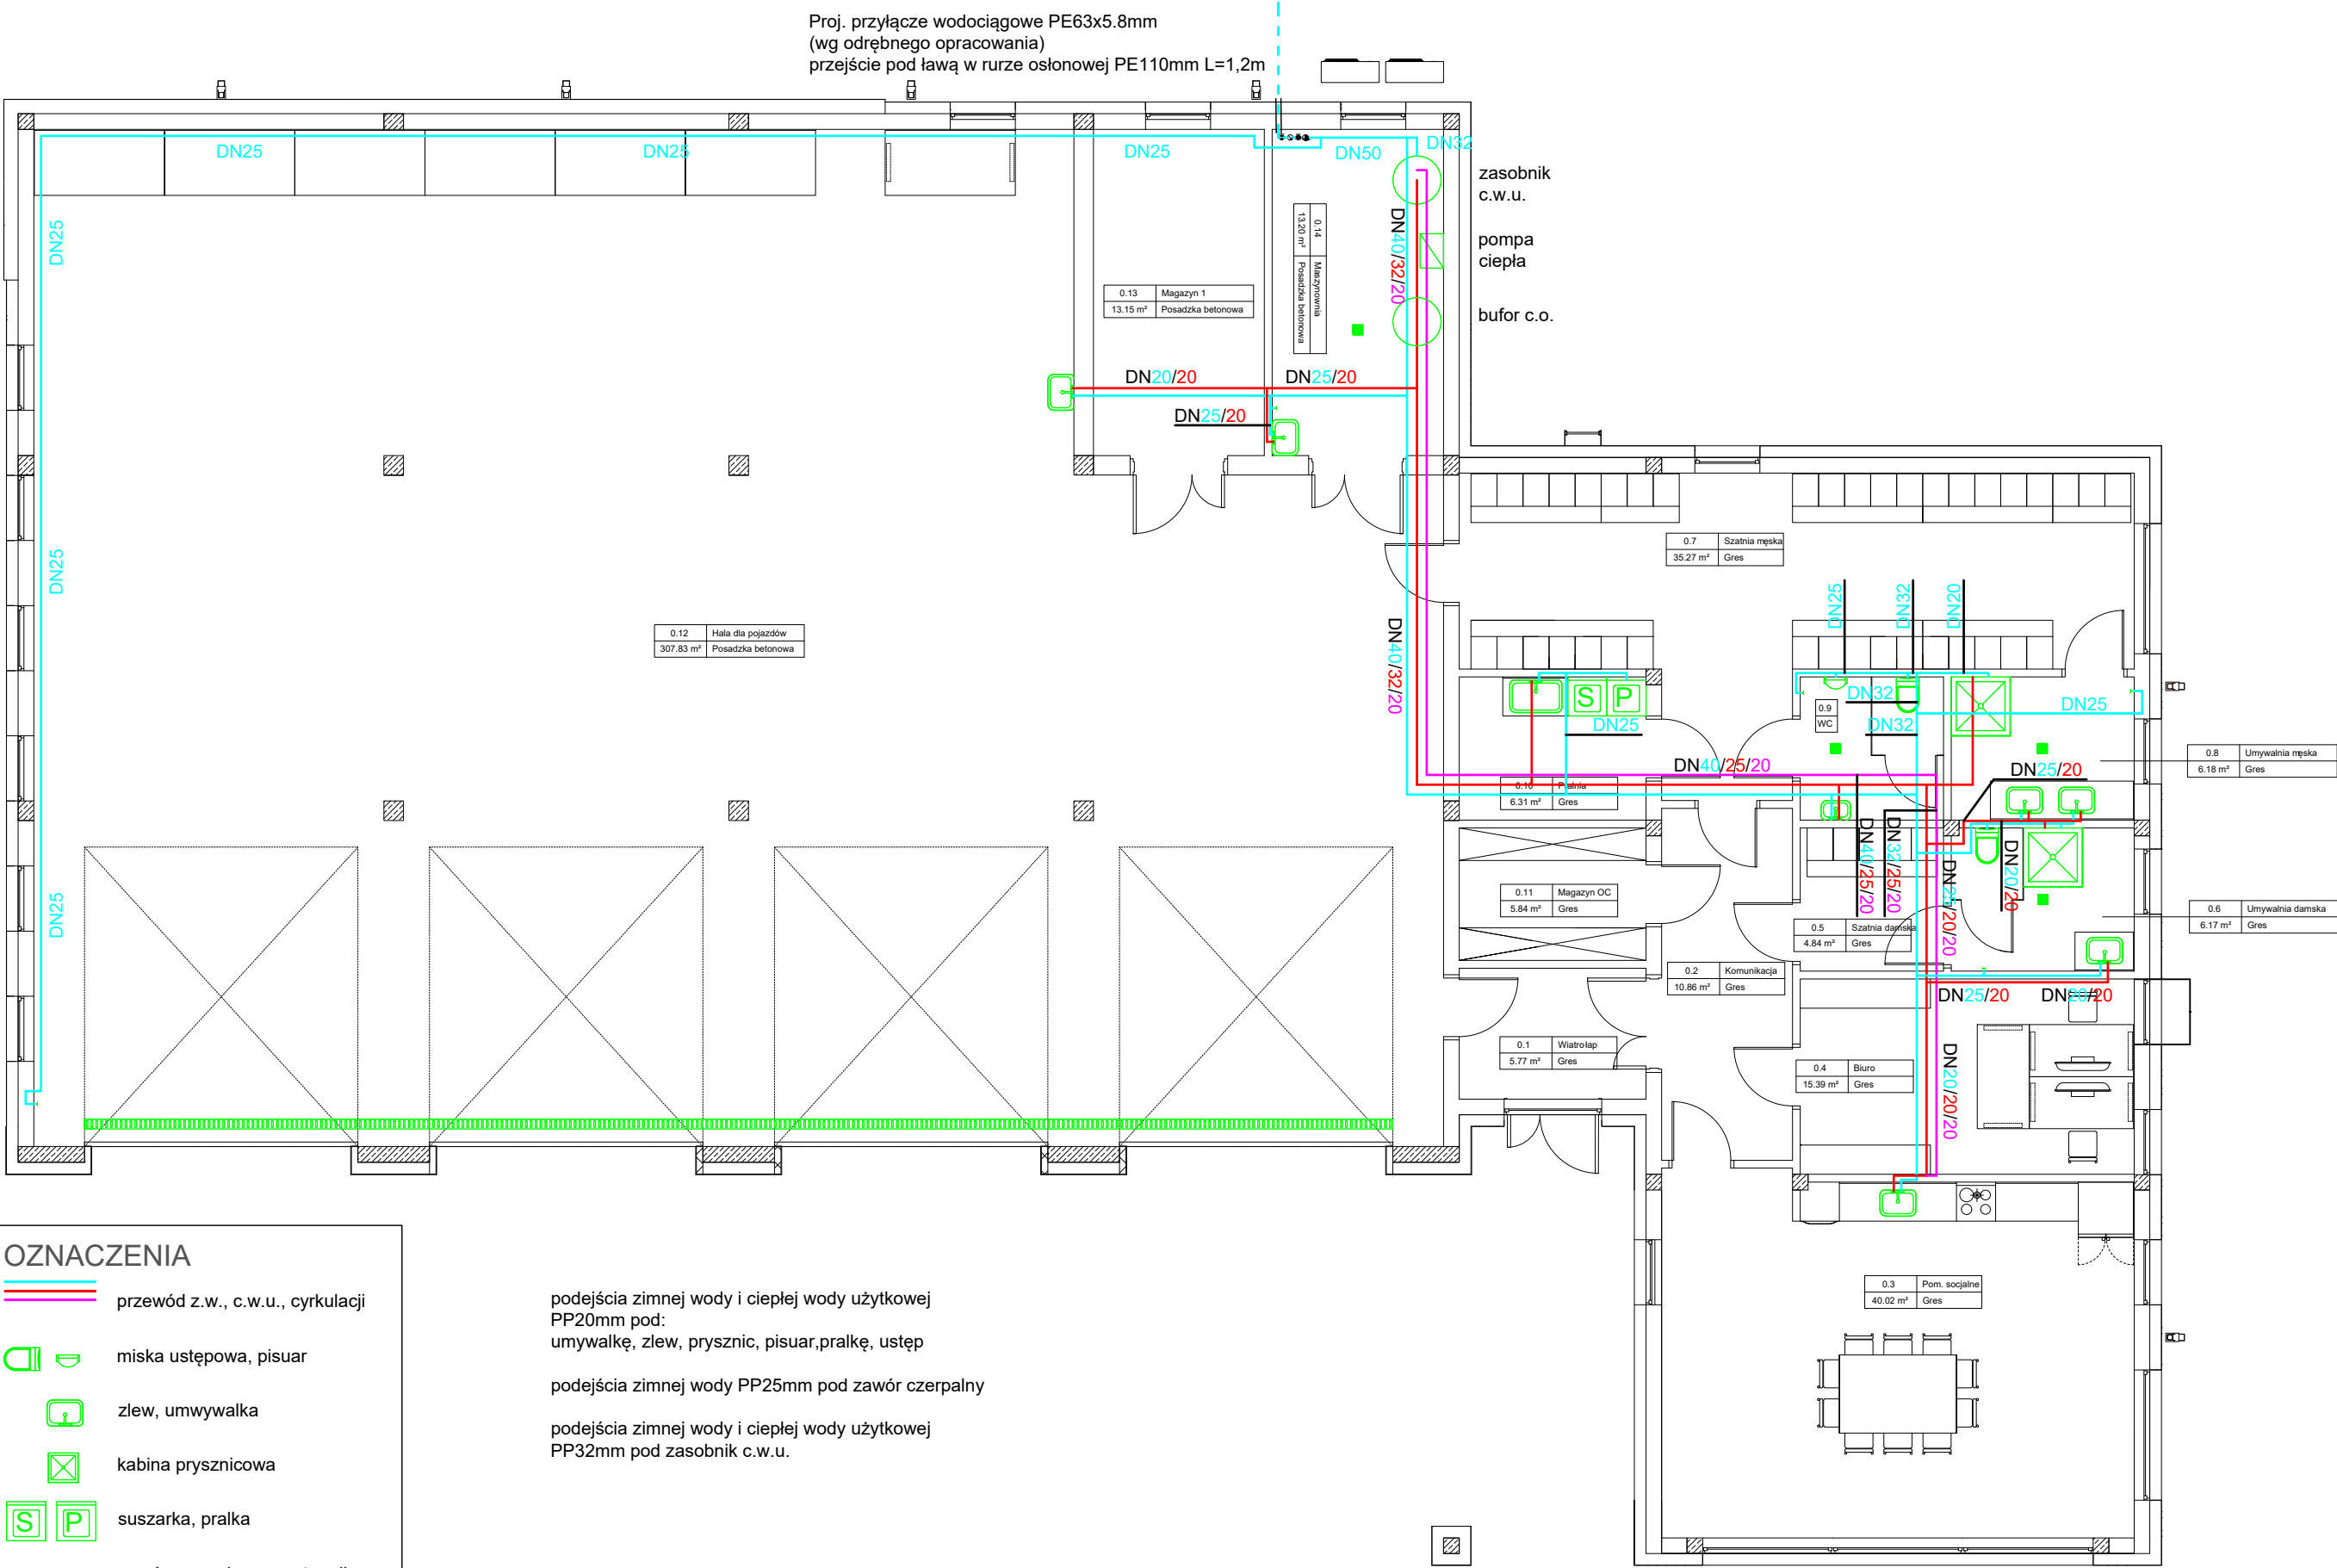 Proj. przyłącze wodociągowe PE63x5.8mm
(wg odrębnego opracowania)
przejście pod ławą w rurze osłonowej PE110mm L=1,2m
DN25
DN25
DN25
DN50
DN32
zasobnik
c.w.u.
pompa
ciepła
bufor c.o.
DN25
DN40/32/20
0.14 Maszynownia
13.20 m² Posadzka betonowa
0.13 Magazyn 1
13.15 m² Posadzka betonowa
DN20/20
DN25/20
DN25/20
0.7 Szatnia męska
35.27 m² Gres
DN25
DN25
DN32
DN20
0.12 Hala dla pojazdów
307.83 m² Posadzka betonowa
DN40/32/20
S P
DN25
DN32
DN32
DN25
0.9
WC
0.8 Umywalnia męska
6.18 m² Gres
DN40/25/20
DN25/20
0.10 Pralnia
6.31 m² Gres
DN40/25/20
DN32/25/20
DN25/20/20
DN20/20
DN25
0.11 Magazyn OC
5.84 m² Gres
0.6 Umywalnia damska
6.17 m² Gres
0.5 Szatnia damska
4.84 m² Gres
0.2 Komunikacja
10.86 m² Gres
DN25/20
DN20/20
0.1 Wiatrołap
5.77 m² Gres
0.4 Biuro
15.39 m² Gres
DN20/20/20
0.3 Pom. socjalne
40.02 m² Gres
OZNACZENIA
przewód z.w., c.w.u., cyrkulacji
miska ustępowa, pisuar
zlew, umwywalka
kabina prysznicowa
S P suszarka, pralka
podejścia zimnej wody i ciepłej wody użytkowej
PP20mm pod:
umywalkę, zlew, prysznic, pisuar,pralkę, ustęp
podejścia zimnej wody PP25mm pod zawór czerpalny
podejścia zimnej wody i ciepłej wody użytkowej
PP32mm pod zasobnik c.w.u.